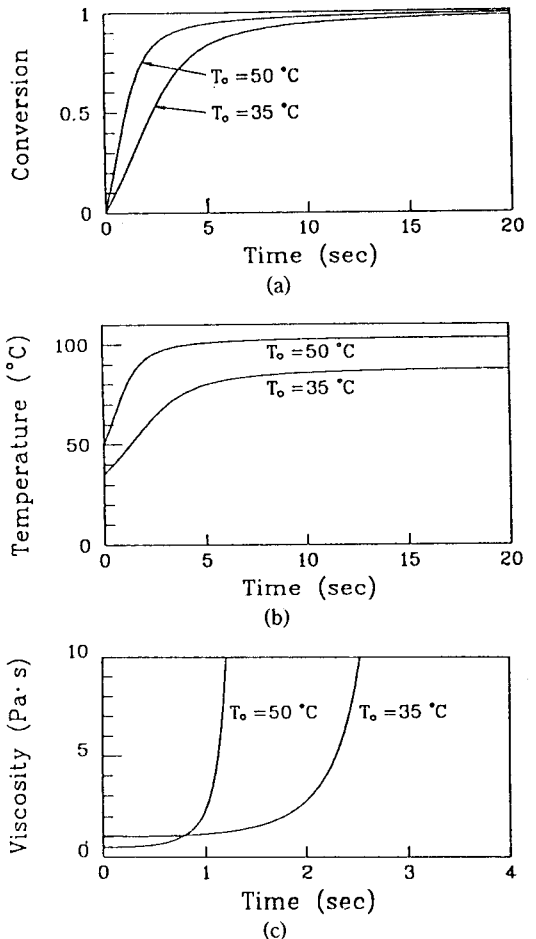 Conversion
1
0.5
0
T₀ = 50 °C
T₀ = 35 °C
0 5 10 15 20
Time (sec)
(a)
Temperature (°C)
100
50
0
T₀ = 50 °C
T₀ = 35 °C
0 5 10 15 20
Time (sec)
(b)
Viscosity (Pa·s)
10
5
0
T₀ = 50 °C
T₀ = 35 °C
0 1 2 3 4
Time (sec)
(c)